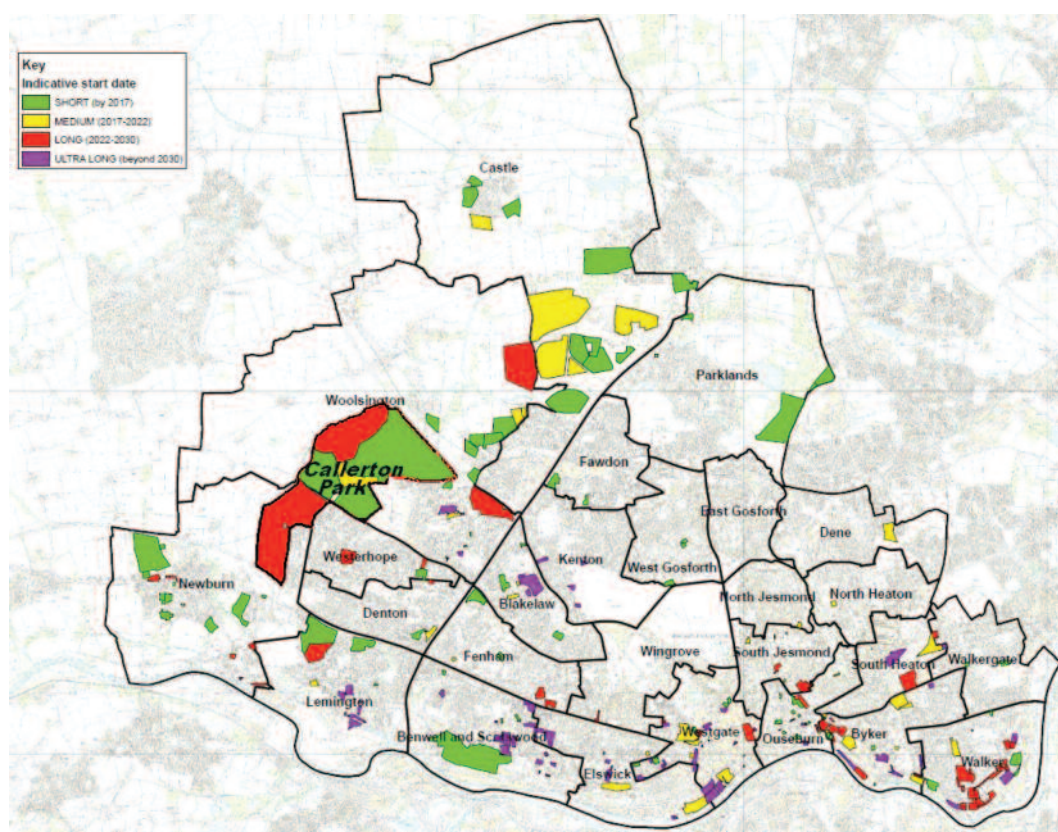 Key
Indicative start date
SHORT (by 2017)
MEDIUM (2017-2022)
LONG (2022-2030)
ULTRA LONG (beyond 2030)
Castle
Parklands
Woolsington
Callerton
Park
Fawdon
East Gosforth
Dene
Westerhope
Kenton
West Gosforth
Newburn
Blakelaw
North Jesmond
North Heaton
Denton
Fenham
Wingrove
South Jesmond
South Heaton
Walkergate
Lemington
Benwell and Scotswood
Westgate
Ouseburn
Byker
Elswick
Walker